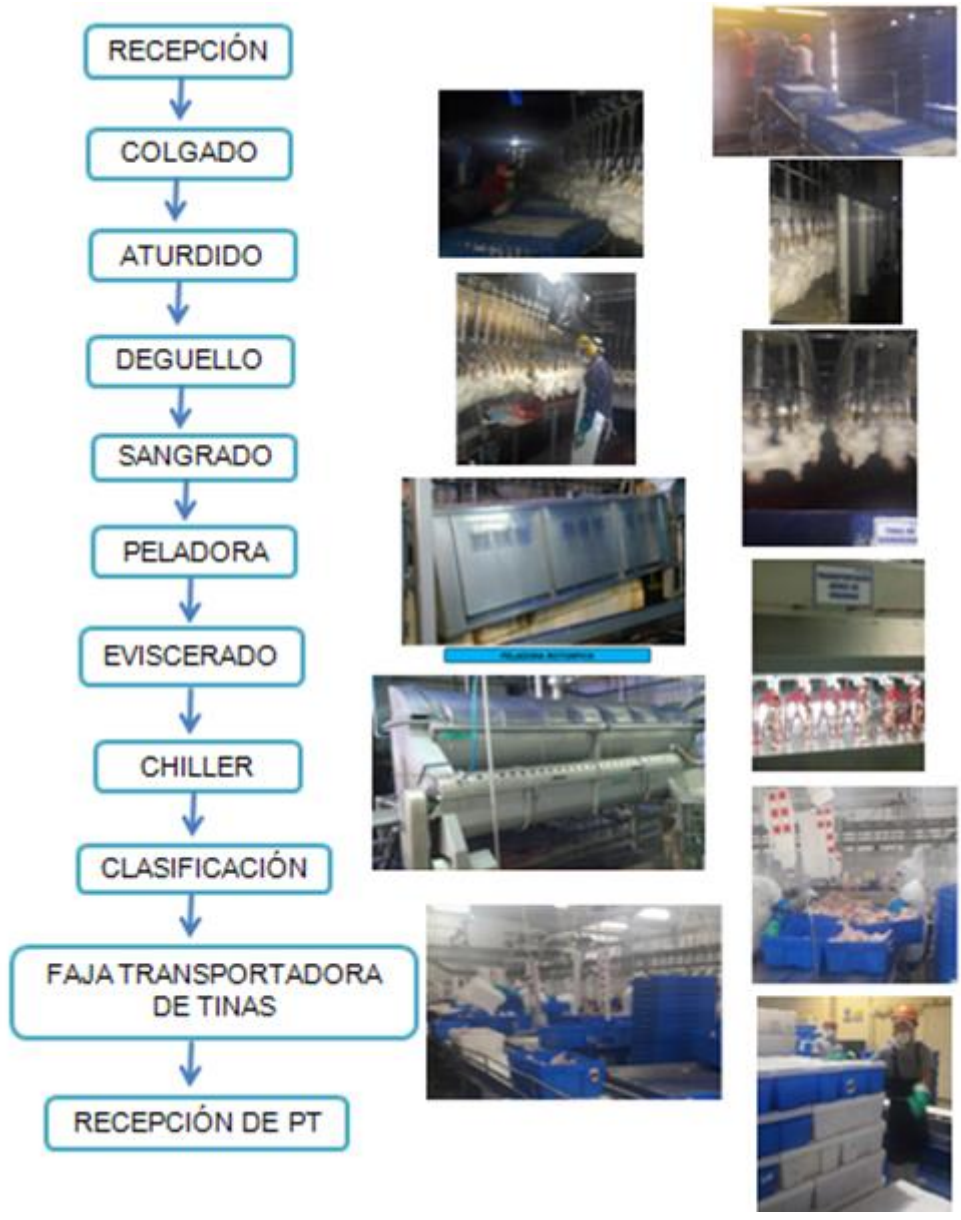 RECEPCIÓN
COLGADO
ATURDIDO
DEGUELLO
SANGRADO
PELADORA
EVISCERADO
CHILLER
CLASIFICACIÓN
FAJA TRANSPORTADORA
DE TINAS
RECEPCIÓN DE PT